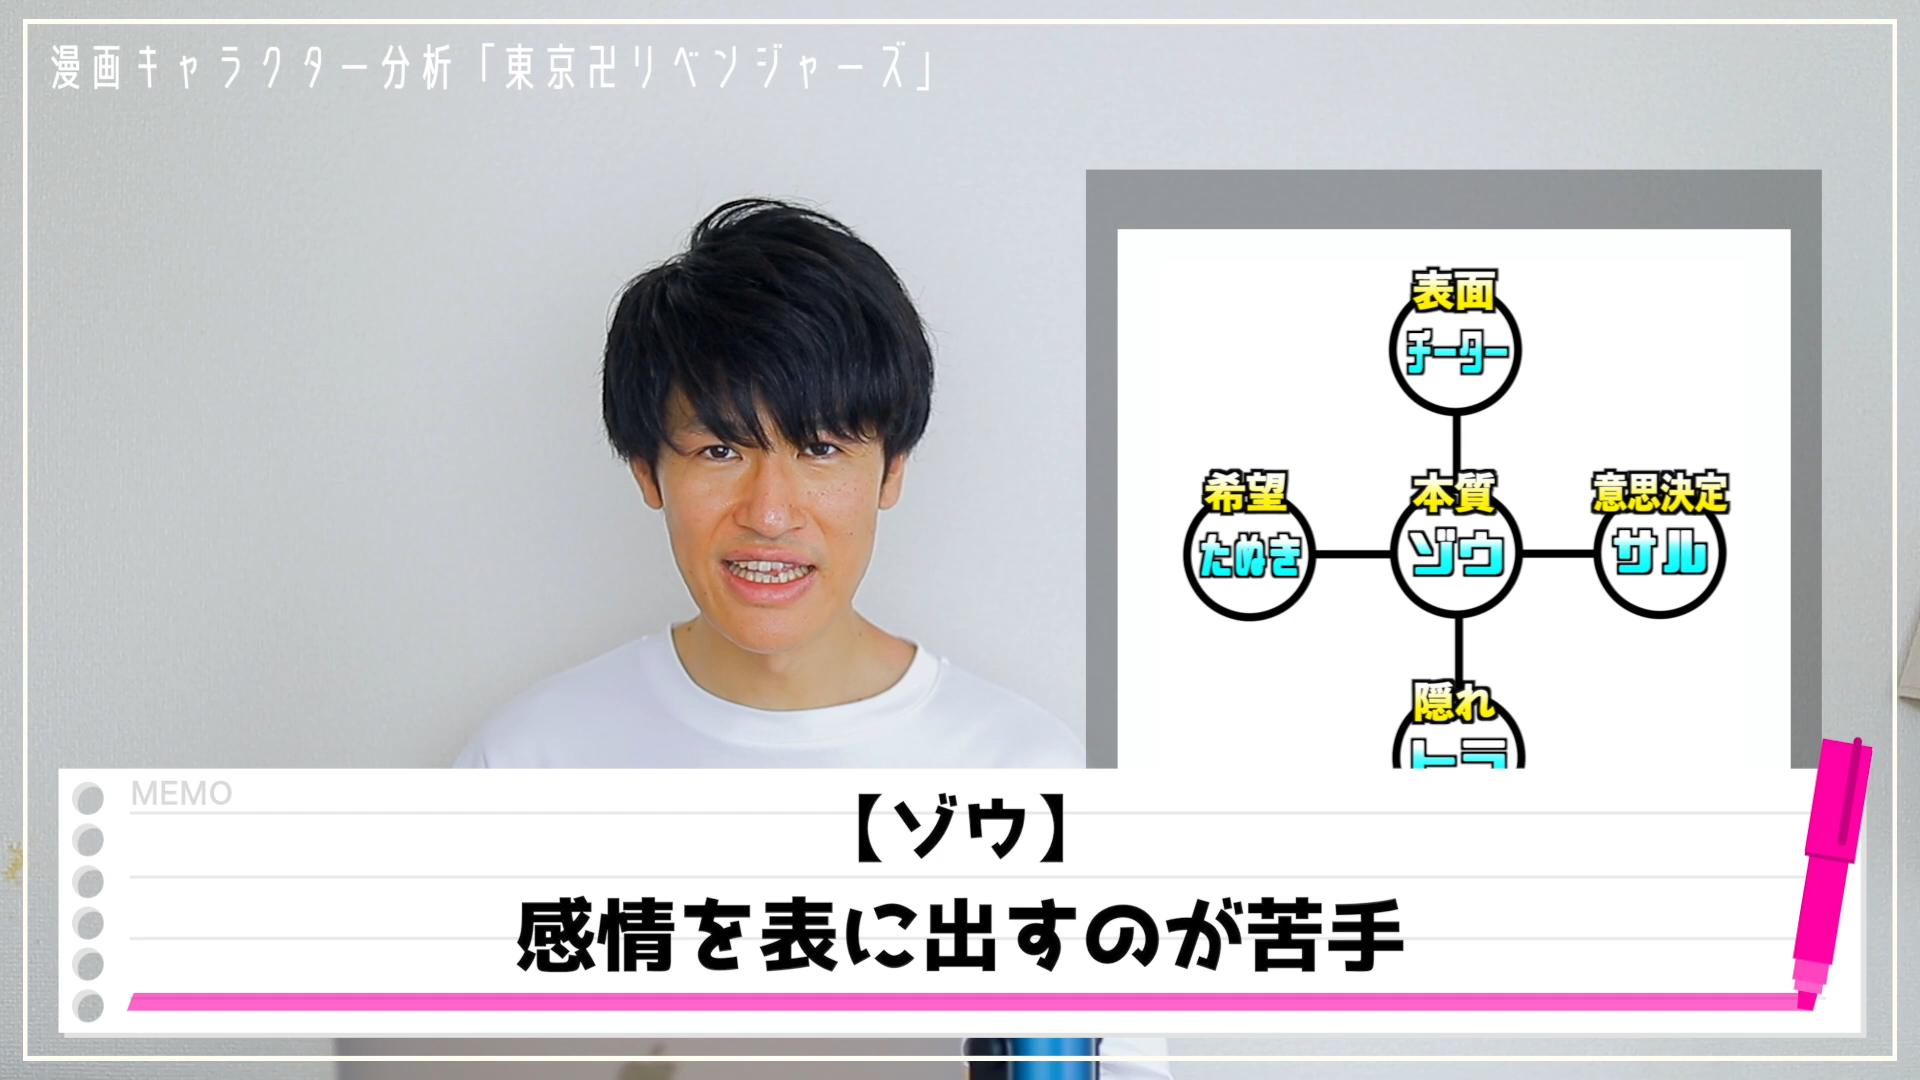 漫画キャラクター分析「東京卍リベンジャーズ」
表面
チーター
希望
たぬき
本質
ゾウ
意思決定
サル
隠れ
トラ
MEMO
【ゾウ】
感情を表に出すのが苦手